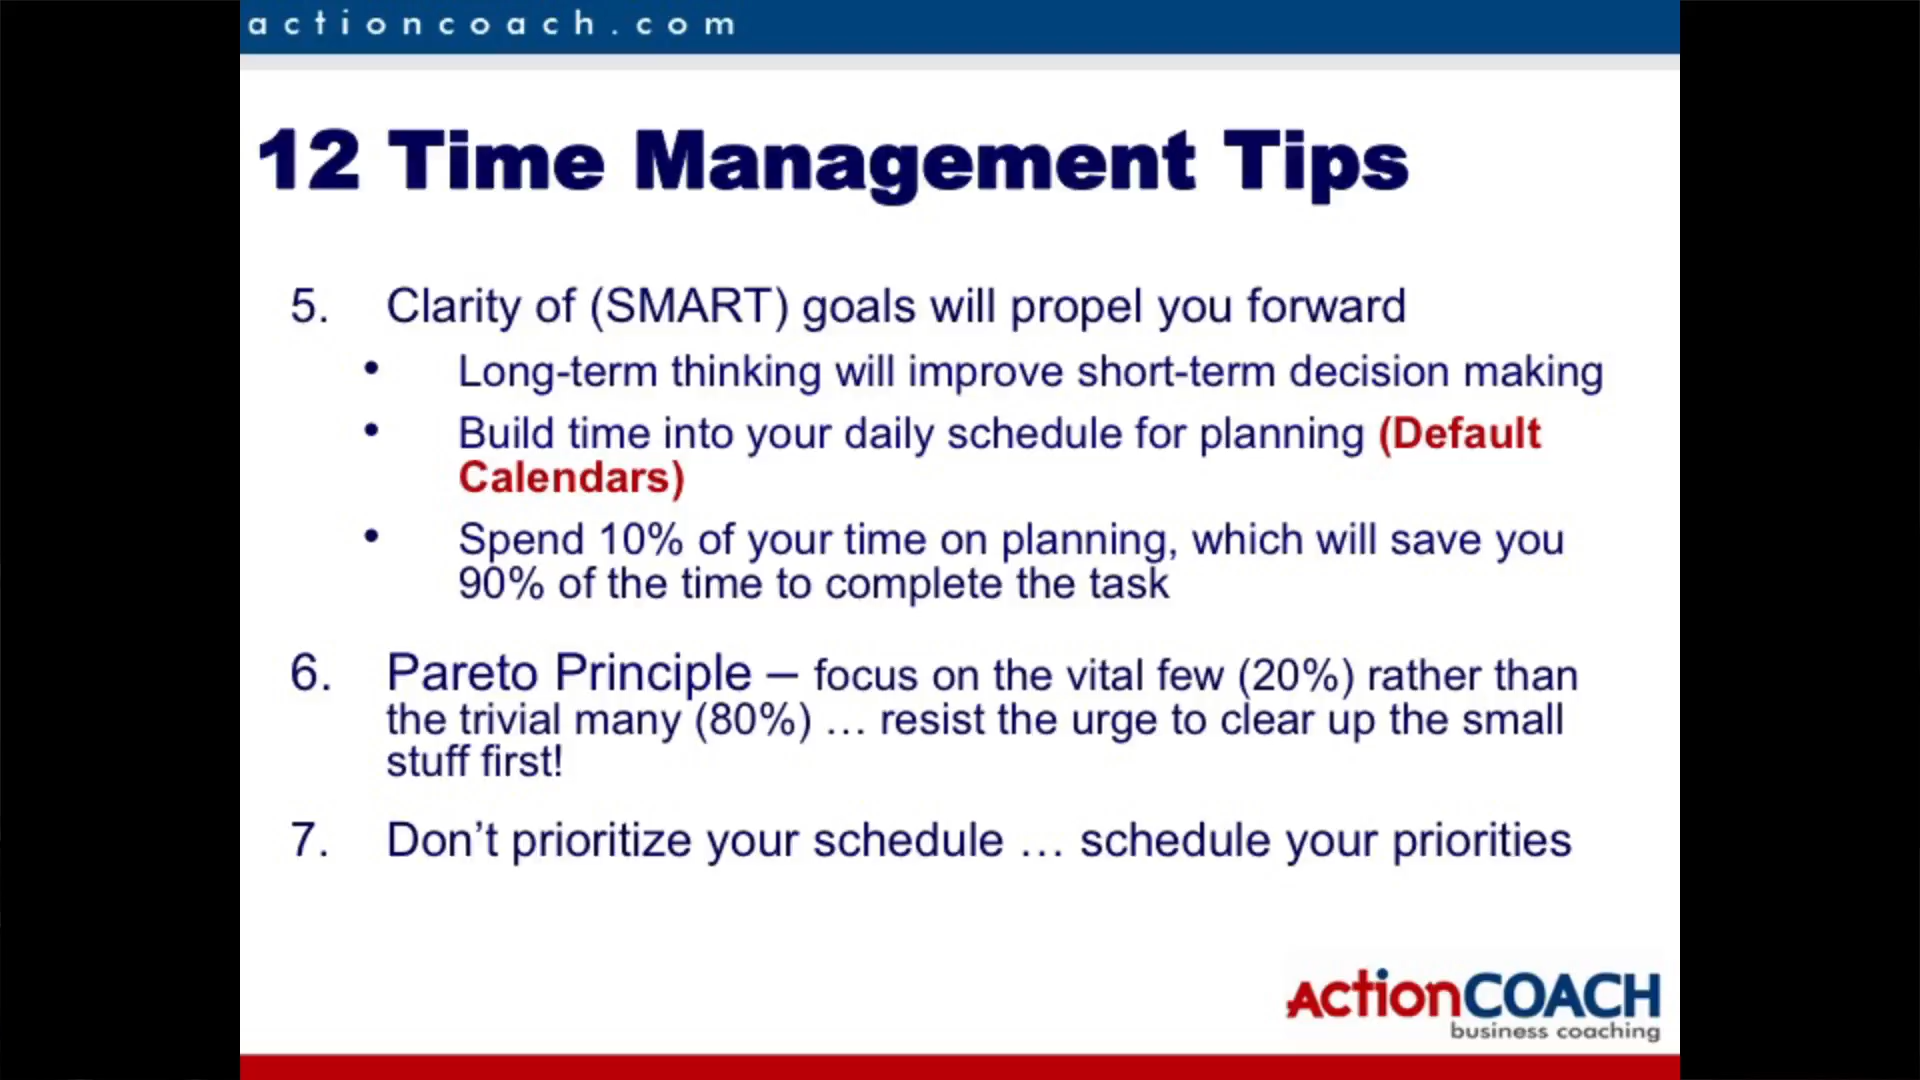 actioncoach.com
12 Time Management Tips
5. Clarity of (SMART) goals will propel you forward
• Long-term thinking will improve short-term decision making
• Build time into your daily schedule for planning (Default
Calendars)
• Spend 10% of your time on planning, which will save you
90% of the time to complete the task
6. Pareto Principle – focus on the vital few (20%) rather than
the trivial many (80%) … resist the urge to clear up the small
stuff first!
7. Don’t prioritize your schedule … schedule your priorities
ActionCOACH
business coaching